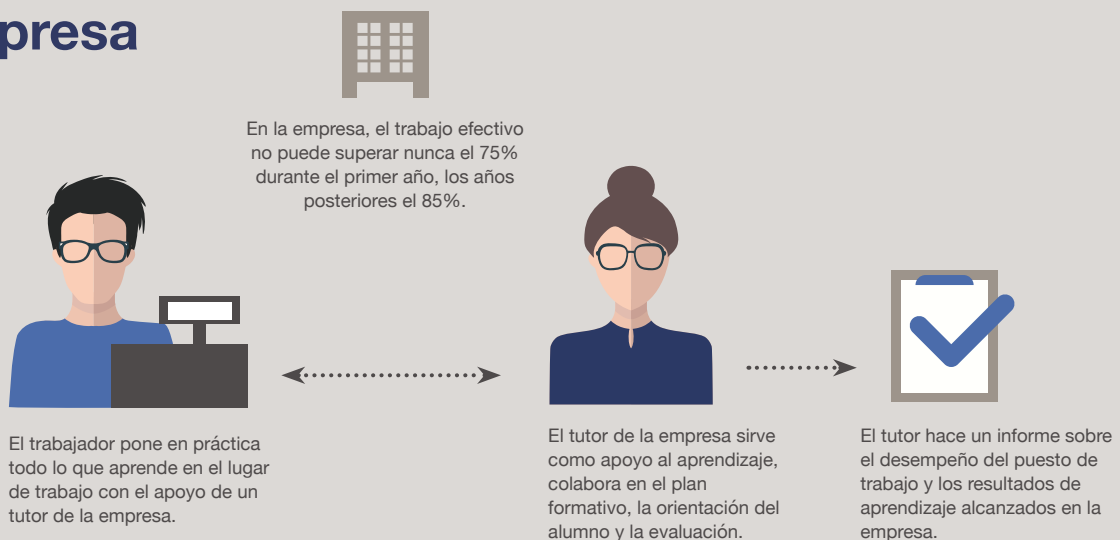 presa
En la empresa, el trabajo efectivo
no puede superar nunca el 75%
durante el primer año, los años
posteriores el 85%.
El trabajador pone en práctica
todo lo que aprende en el lugar
de trabajo con el apoyo de un
tutor de la empresa.
El tutor de la empresa sirve
como apoyo al aprendizaje,
colabora en el plan
formativo, la orientación del
alumno y la evaluación.
El tutor hace un informe sobre
el desempeño del puesto de
trabajo y los resultados de
aprendizaje alcanzados en la
empresa.